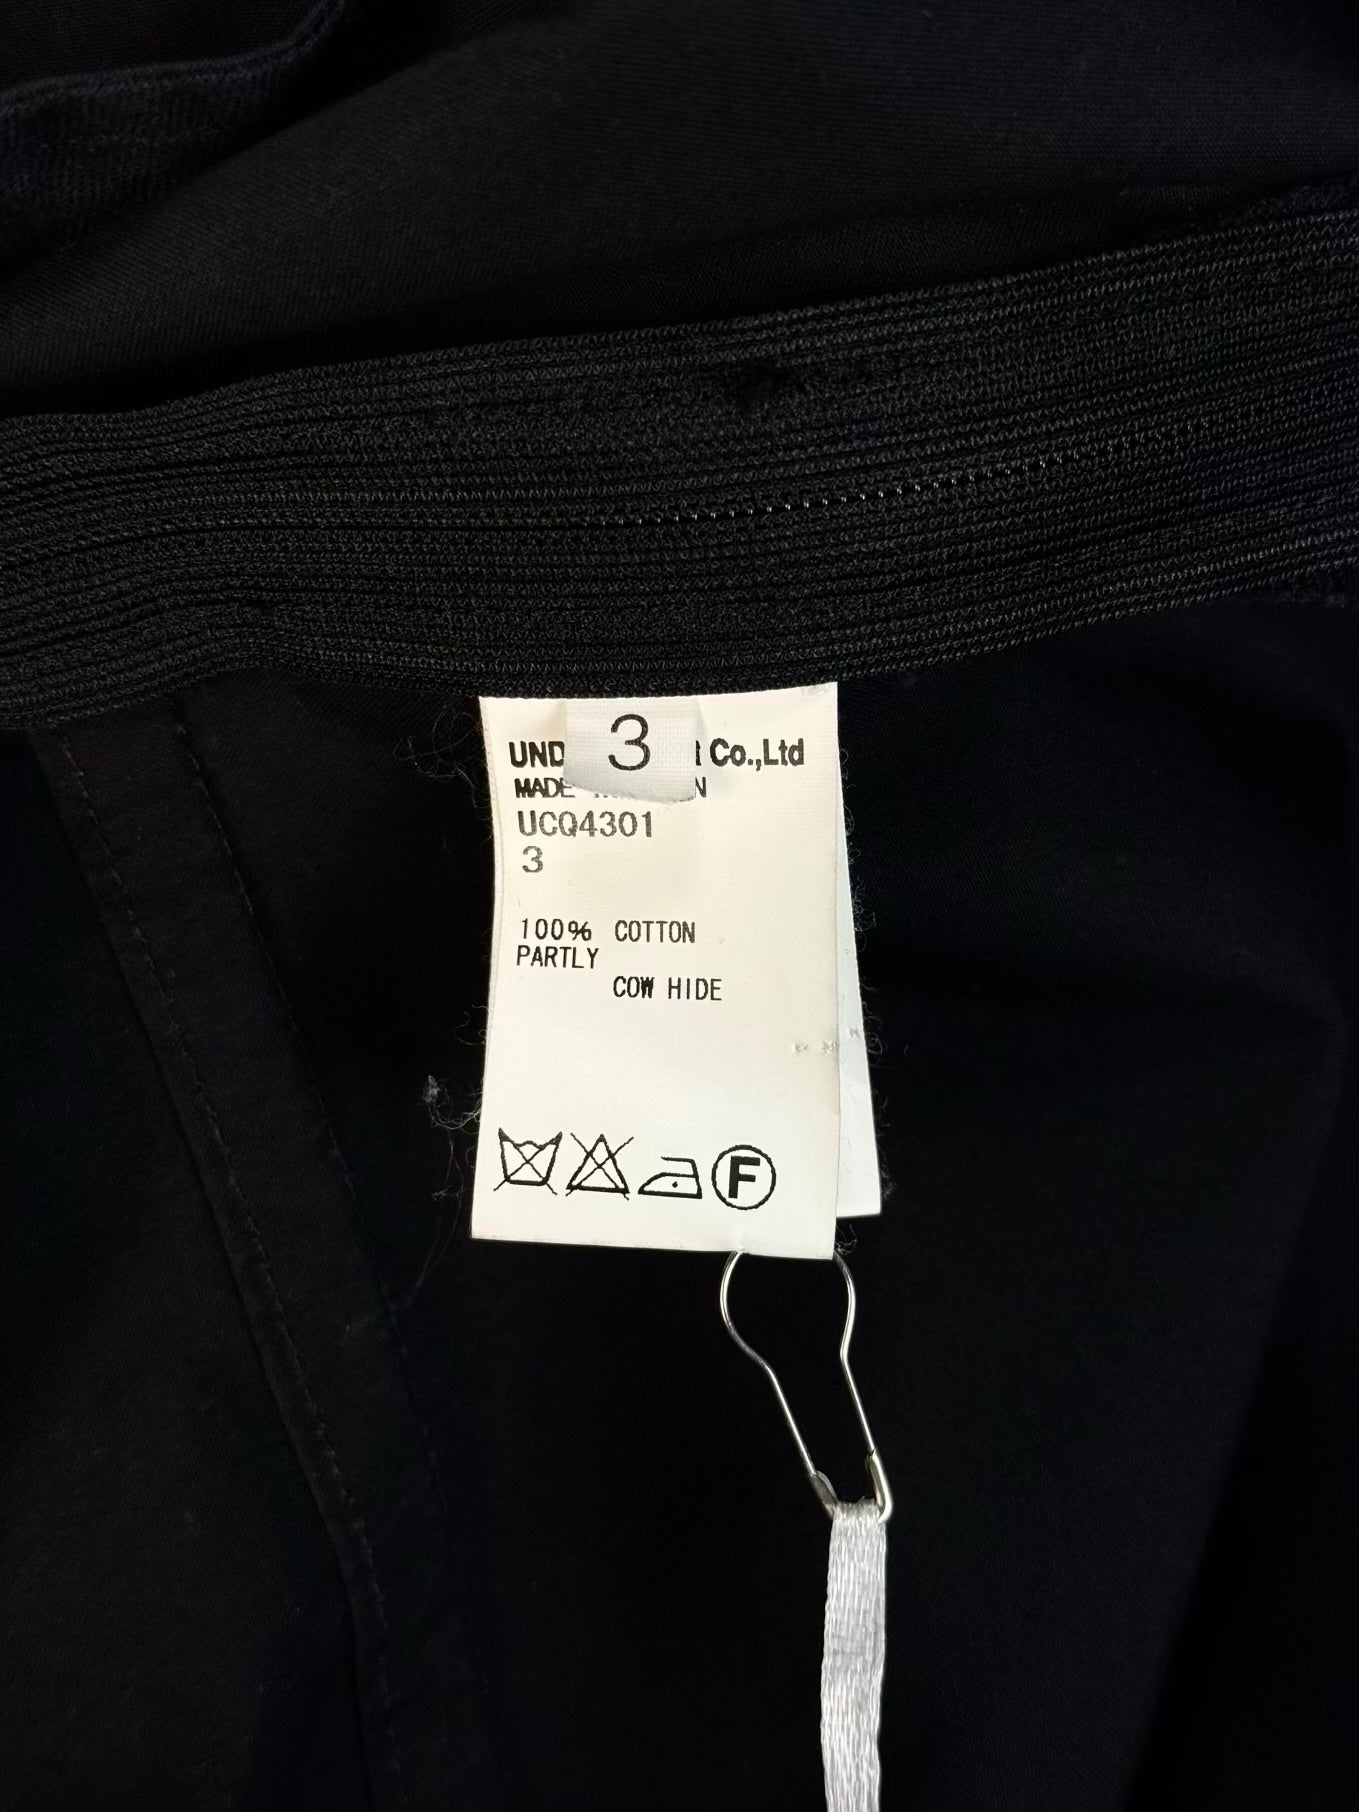 3
UND Co.,Ltd
MADE
UCQ4301
3
100% COTTON
PARTLY
COW HIDE
F